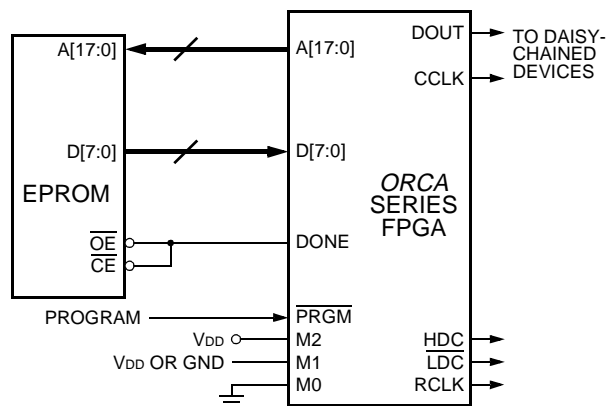 DOUT
TO DAISY-
CHAINED
DEVICES
A[17:0]
A[17:0]
CCLK
D[7:0]
D[7:0]
EPROM
ORCA
SERIES
FPGA
OE
CE
DONE
PROGRAM
PRGM
VDD
M2
HDC
VDD OR GND
M1
LDC
M0
RCLK